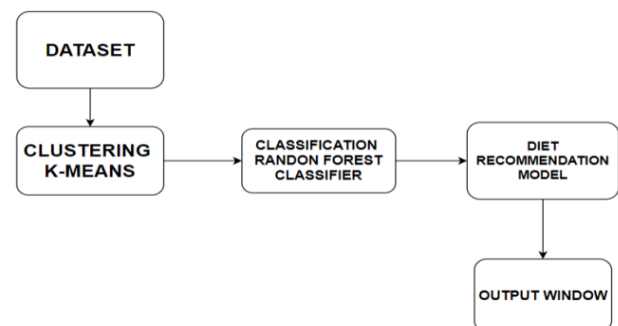 DATASET
CLUSTERING
K-MEANS
CLASSIFICATION
RANDON FOREST
CLASSIFIER
DIET
RECOMMENDATION
MODEL
OUTPUT WINDOW